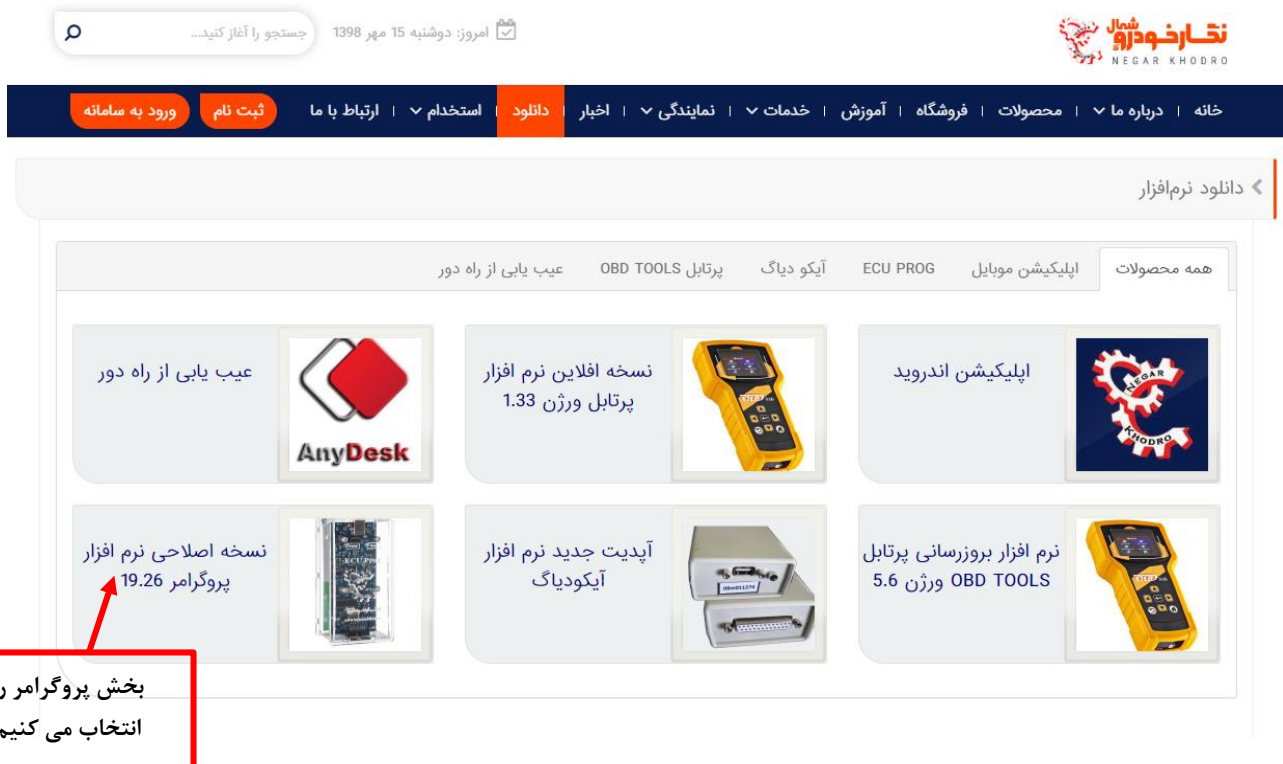 نگارخودرو شمال
NEGAR KHODRO
امروز: دوشنبه 15 مهر 1398
جستجو را آغاز کنید....
خانه | درباره ما | محصولات | فروشگاه | آموزش | خدمات | نمایندگی | اخبار | دانلود | استخدام | ارتباط با ما
ثبت نام
ورود به سامانه
دانلود نرم‌افزار
همه محصولات
اپلیکیشن موبایل
ECU PROG
آیکو دیاگ
پرتابل OBD TOOLS
عیب یابی از راه دور
NEGAR
KHODRO
اپلیکیشن اندروید
نسخه افلاین نرم افزار
پرتابل ورژن 1.33
AnyDesk
عیب یابی از راه دور
نرم افزار بروزرسانی پرتابل
OBD TOOLS ورژن 5.6
آپدیت جدید نرم افزار
آیکودیاگ
نسخه اصلاحی نرم افزار
پروگرامر 19.26
بخش پروگرامر ر
انتخاب می کنیم